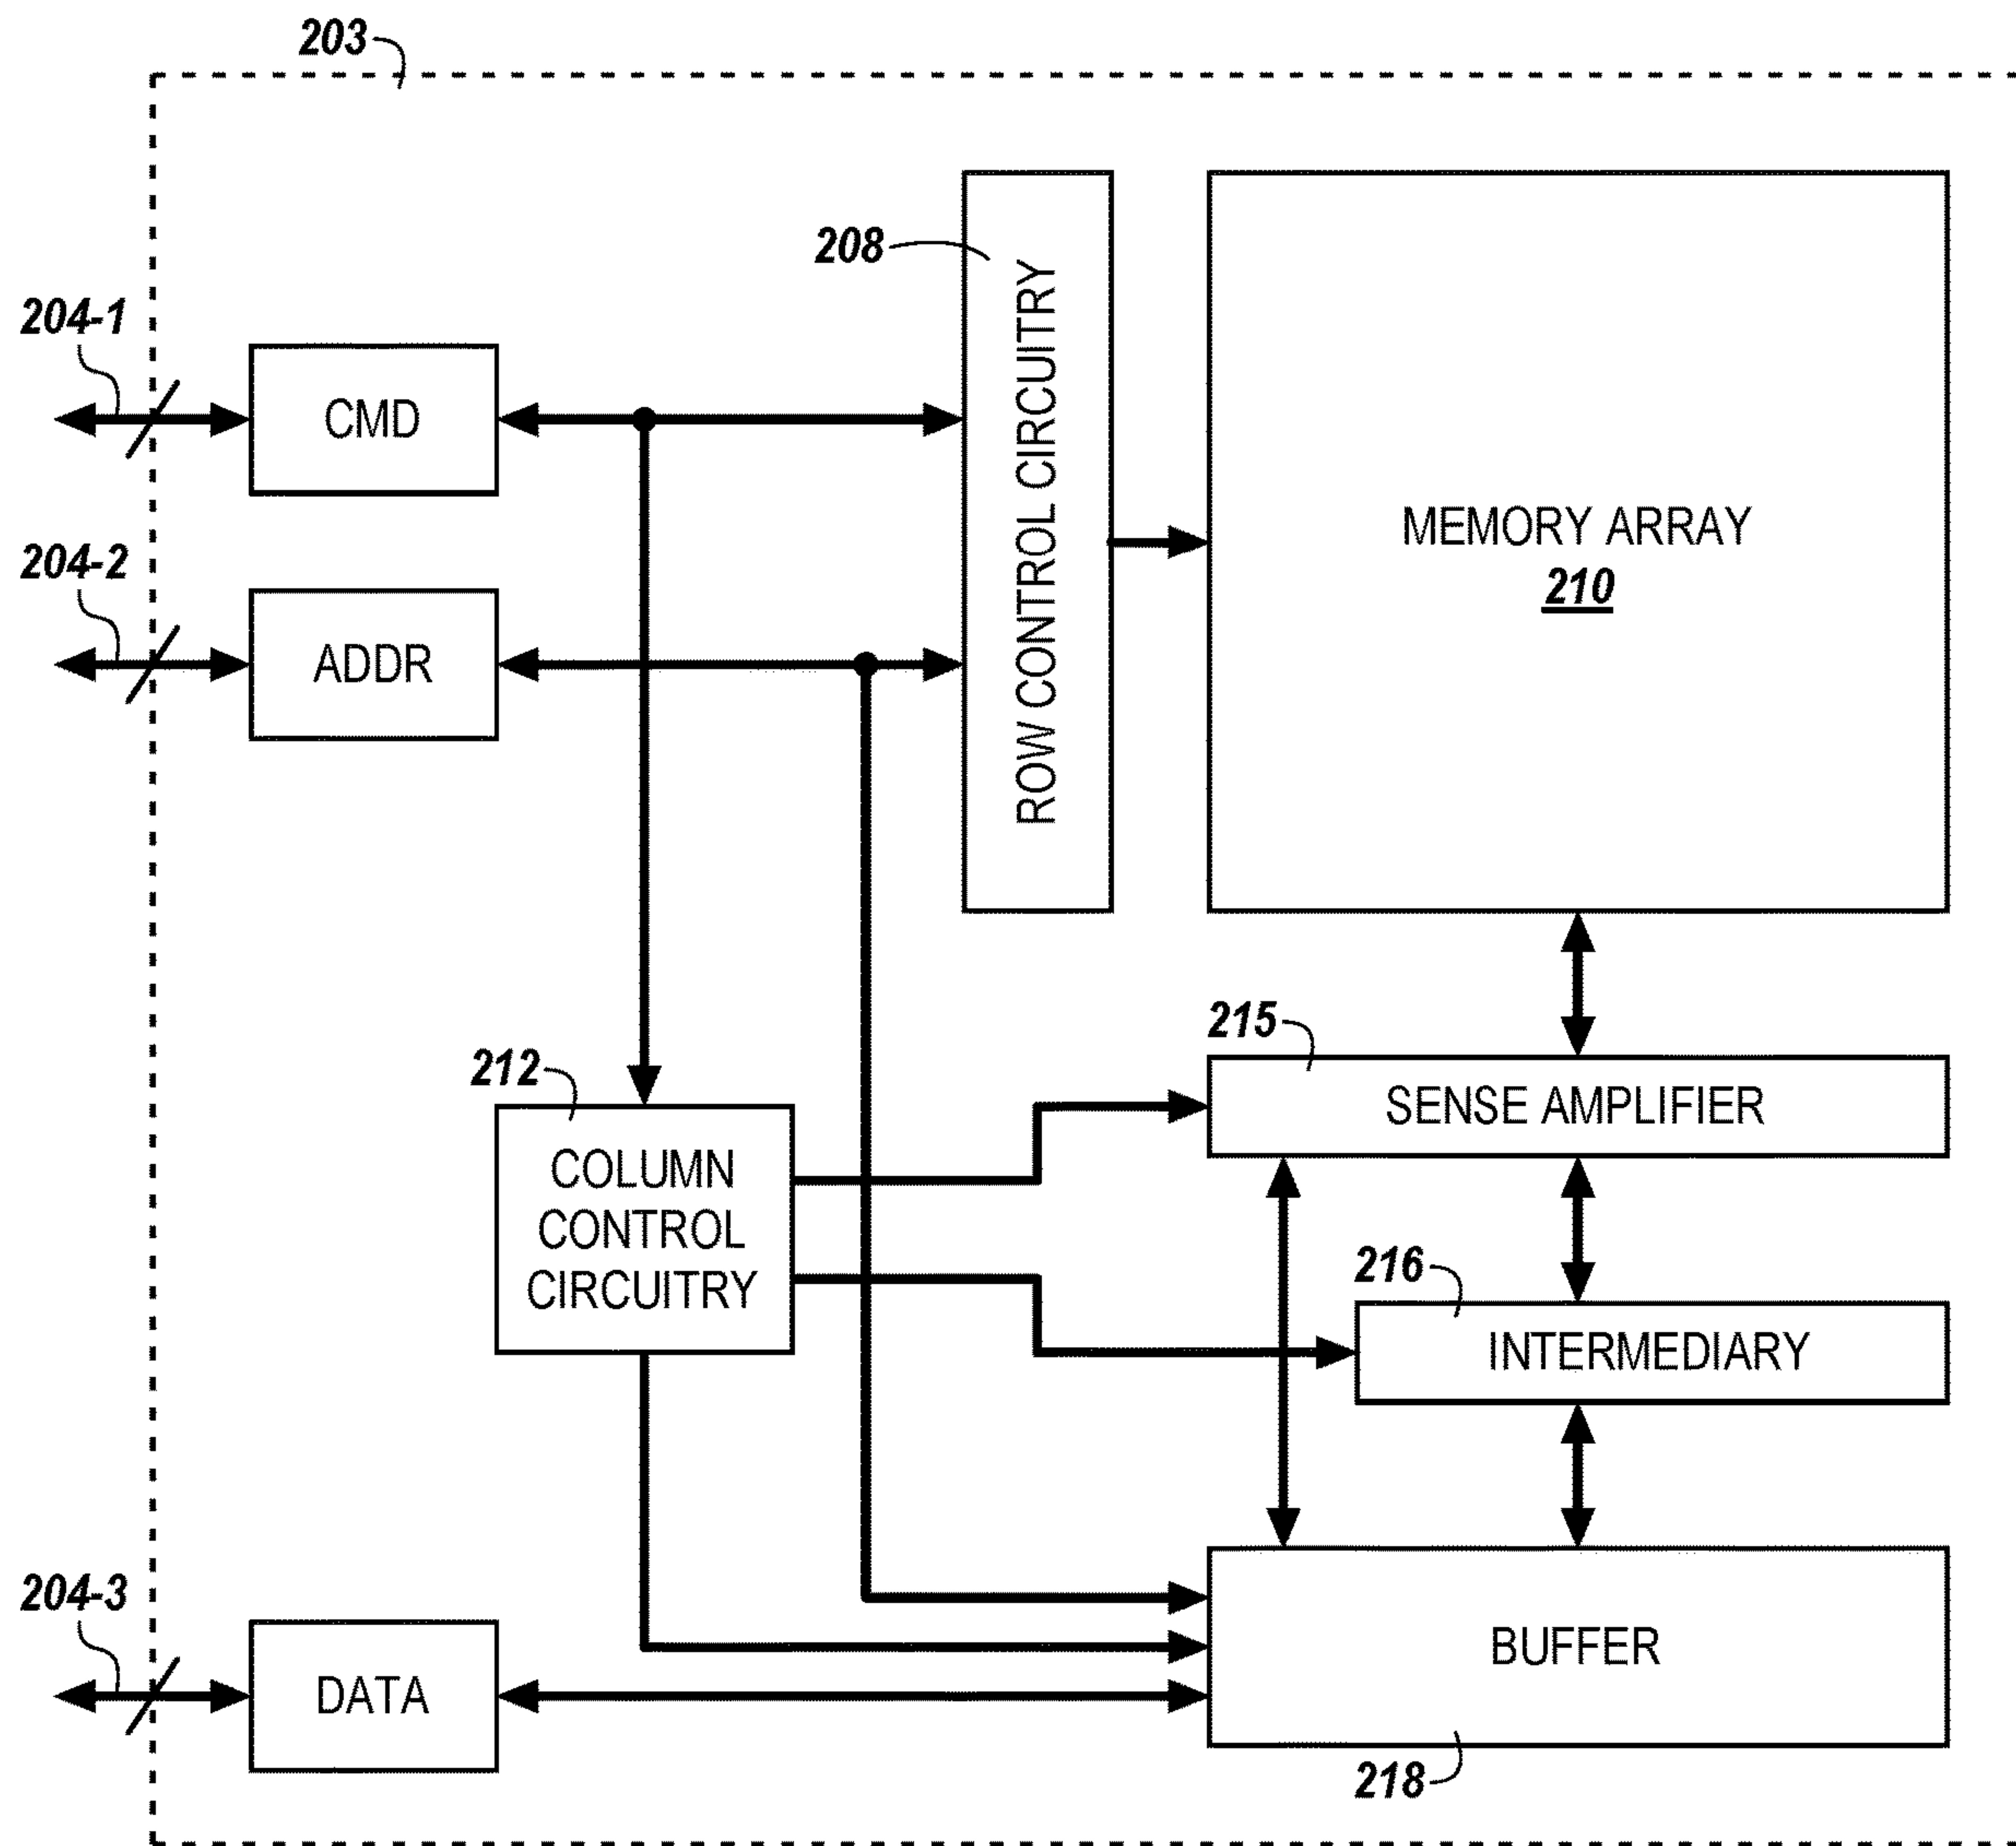 203
208
204-1
CMD
ROW CONTROL CIRCUITRY
MEMORY ARRAY
210
204-2
ADDR
215
SENSE AMPLIFIER
212
COLUMN
CONTROL
CIRCUITRY
216
INTERMEDIARY
204-3
DATA
BUFFER
218